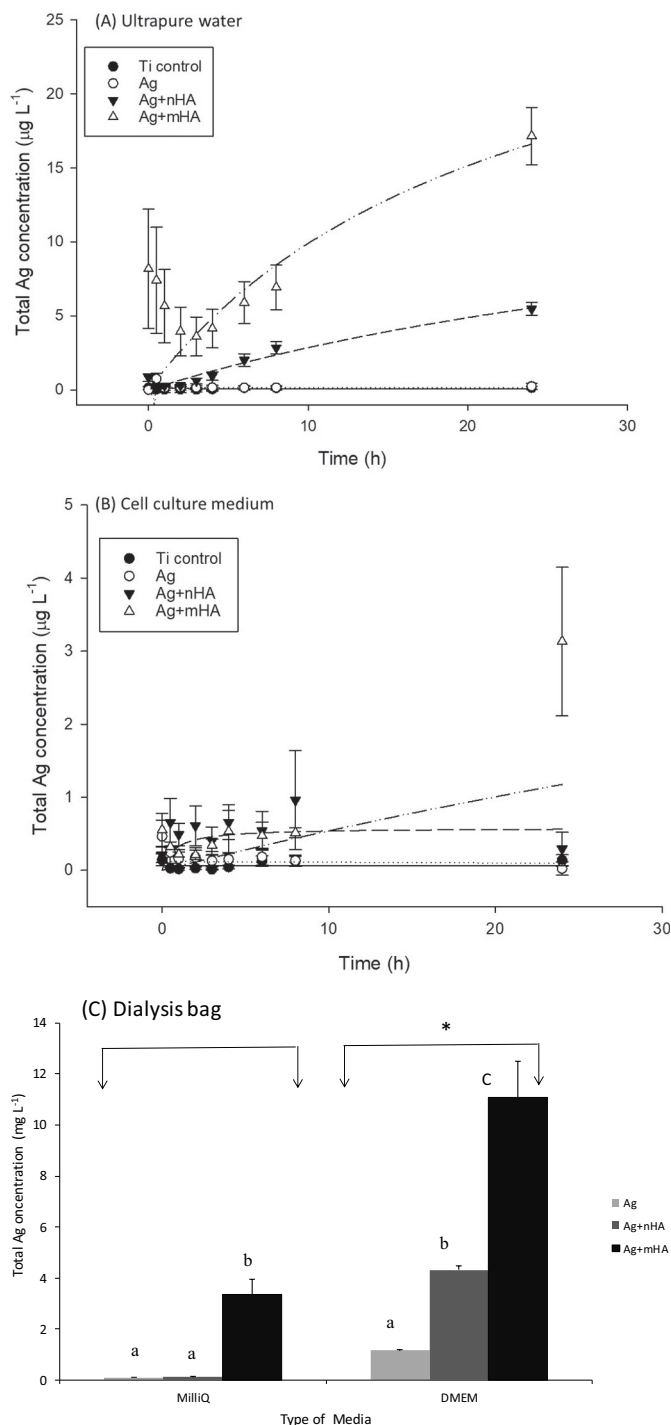 (A) Ultrapure water
25
20
15
10
5
0
Total Ag concentration (µg L⁻¹)
Ti control
Ag
Ag+nHA
Ag+mHA
0 10 20 30
Time (h)
(B) Cell culture medium
5
4
3
2
1
0
Total Ag concentration (µg L⁻¹)
Ti control
Ag
Ag+nHA
Ag+mHA
0 10 20 30
Time (h)
(C) Dialysis bag
14
12
10
8
6
4
2
0
Total Ag oncentration (mg L⁻¹)
*
a a b a b C
Ag
Ag+nHA
Ag+mHA
MilliQ DMEM
Type of Media